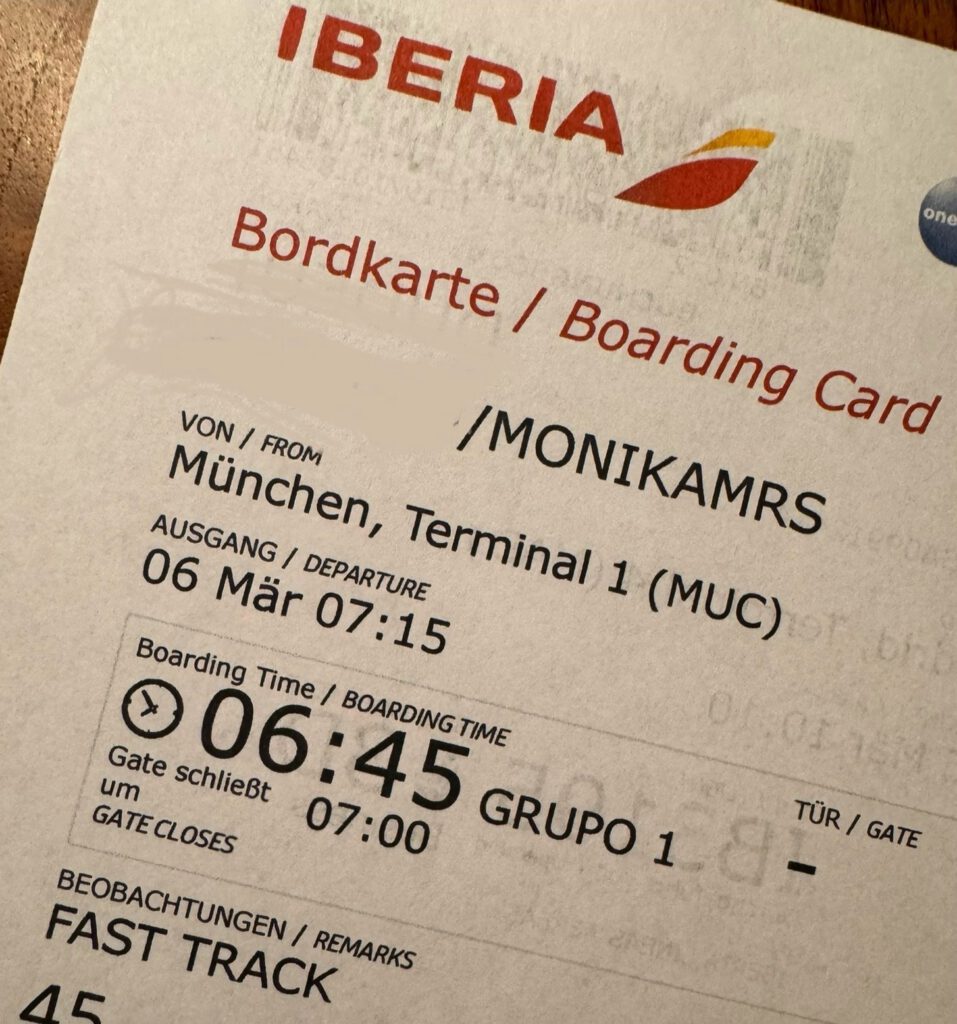 IBERIA
one
Bordkarte / Boarding Card
/MONIKAMRS
VON / FROM
München, Terminal 1 (MUC)
AUSGANG / DEPARTURE
06 Mär 07:15
Boarding Time / BOARDING TIME
06:45 GRUPO 1
Gate schließt um 07:00
GATE CLOSES
TÜR / GATE
-
BEOBACHTUNGEN / REMARKS
FAST TRACK
45